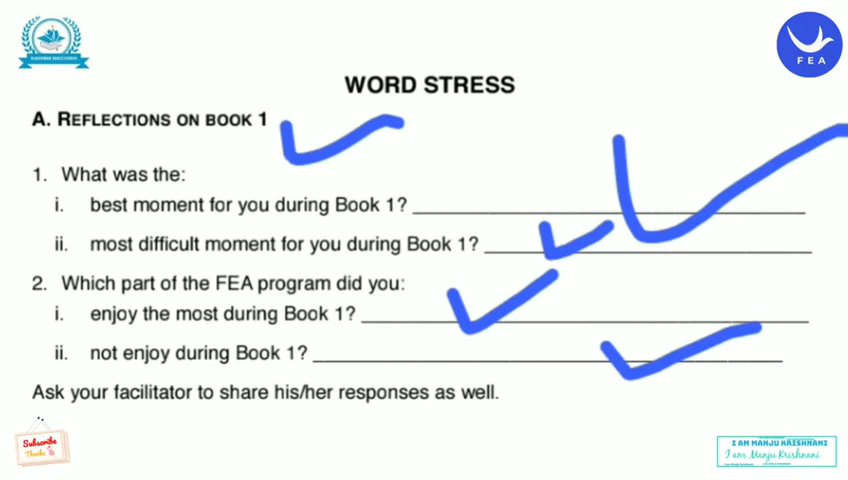 FEA
WORD STRESS
A. REFLECTIONS ON BOOK 1
1. What was the:
i. best moment for you during Book 1?
ii. most difficult moment for you during Book 1?
2. Which part of the FEA program did you:
i. enjoy the most during Book 1?
ii. not enjoy during Book 1?
Ask your facilitator to share his/her responses as well.
Subscribe
Thanks
I AM MANJU KRISHNANI
I am Manju Krishnani